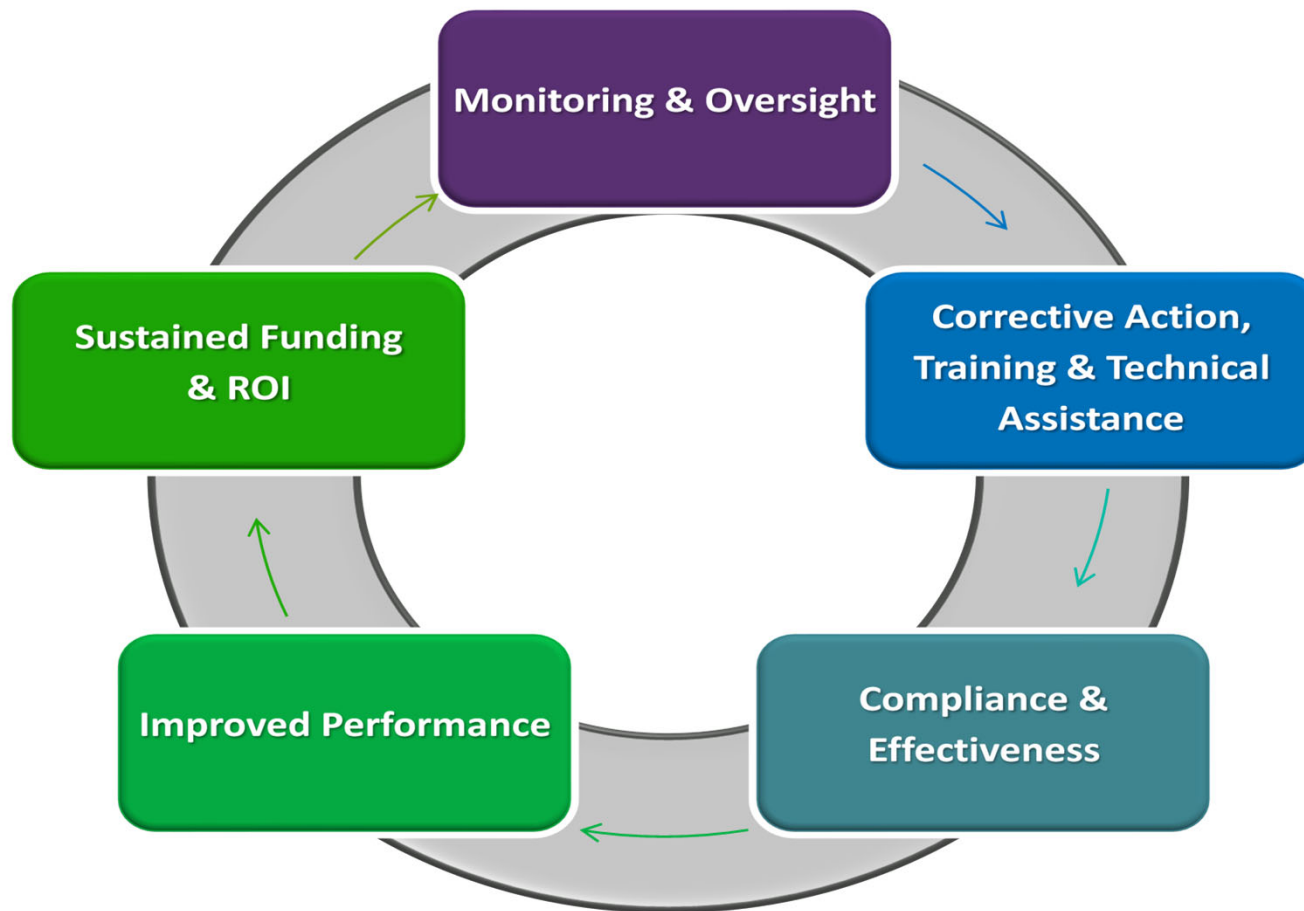 Monitoring & Oversight
Corrective Action,
Training & Technical
Assistance
Compliance &
Effectiveness
Improved Performance
Sustained Funding
& ROI